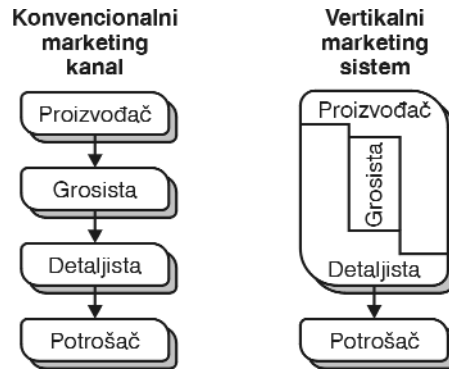 Konvencionalni
marketing
kanal
Proizvođač
Grosista
Detaljista
Potrošač
Vertikalni
marketing
sistem
Proizvođač
Grosista
Detaljista
Potrošač